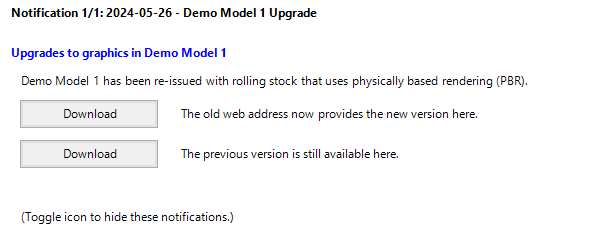 Notification 1/1: 2024-05-26 - Demo Model 1 Upgrade
Upgrades to graphics in Demo Model 1
Demo Model 1 has been re-issued with rolling stock that uses physically based rendering (PBR).
Download The old web address now provides the new version here.
Download The previous version is still available here.
(Toggle icon to hide these notifications.)